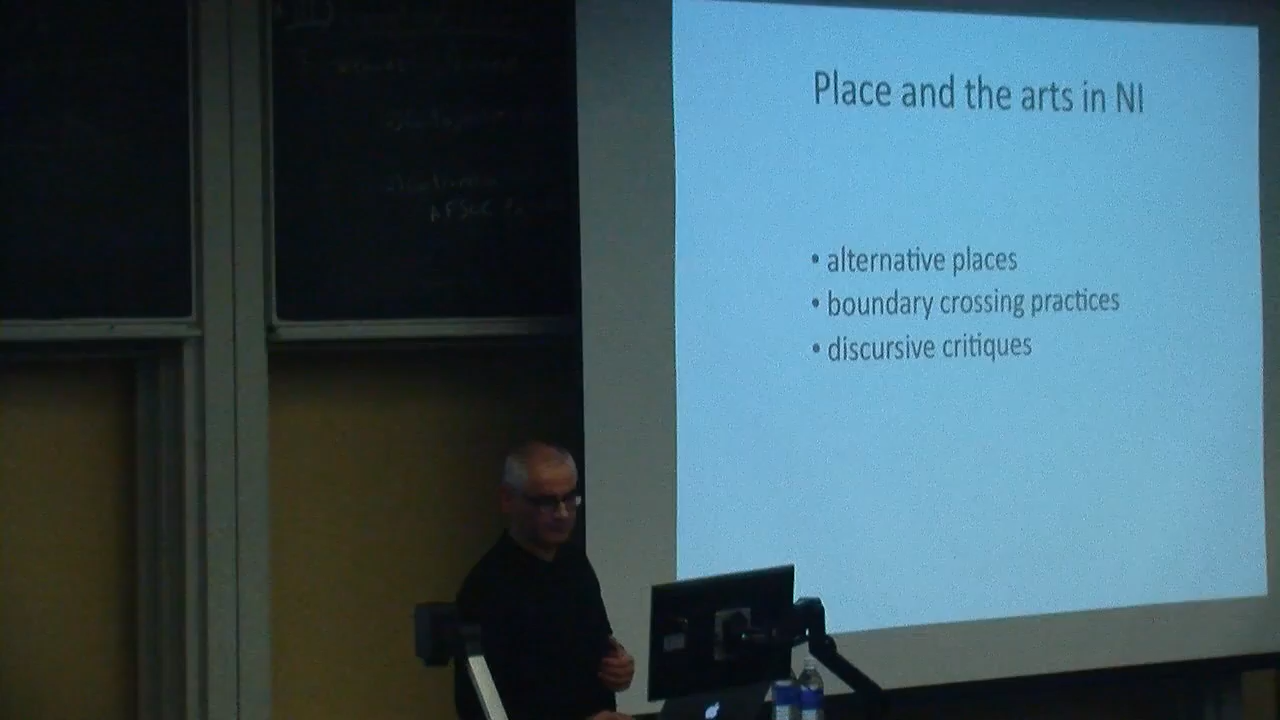 Place and the arts in NI
• alternative places
• boundary crossing practices
• discursive critiques